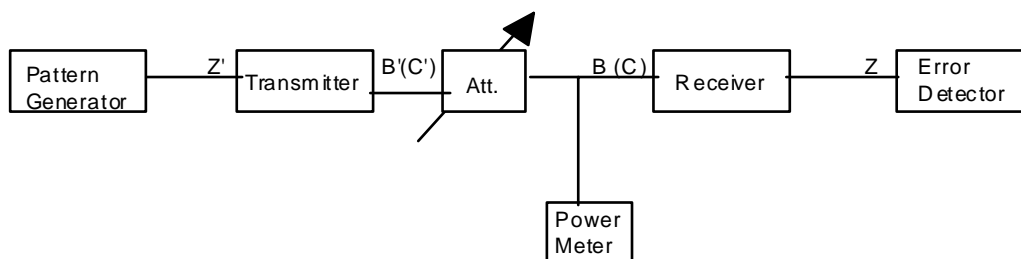 Pattern
Generator
Z'
Transmitter
B'(C')
Att.
B (C)
Receiver
Z
Error
Detector
Power
Meter